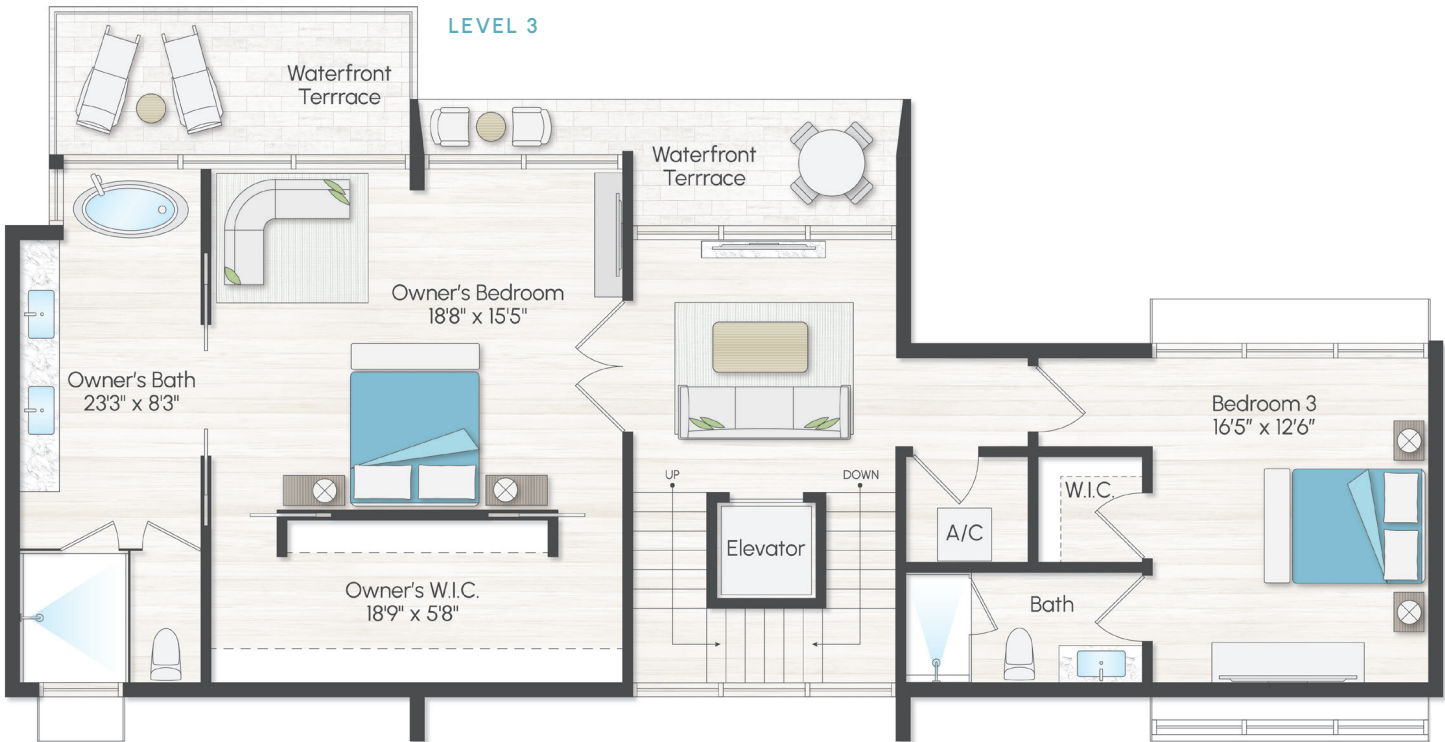 LEVEL 3
Waterfront
Terrrace
Waterfront
Terrrace
Owner's Bedroom
18'8" x 15'5"
Owner's Bath
23'3" x 8'3"
Bedroom 3
16'5" x 12'6"
UP
DOWN
W.I.C.
A/C
Elevator
Owner's W.I.C.
18'9" x 5'8"
Bath